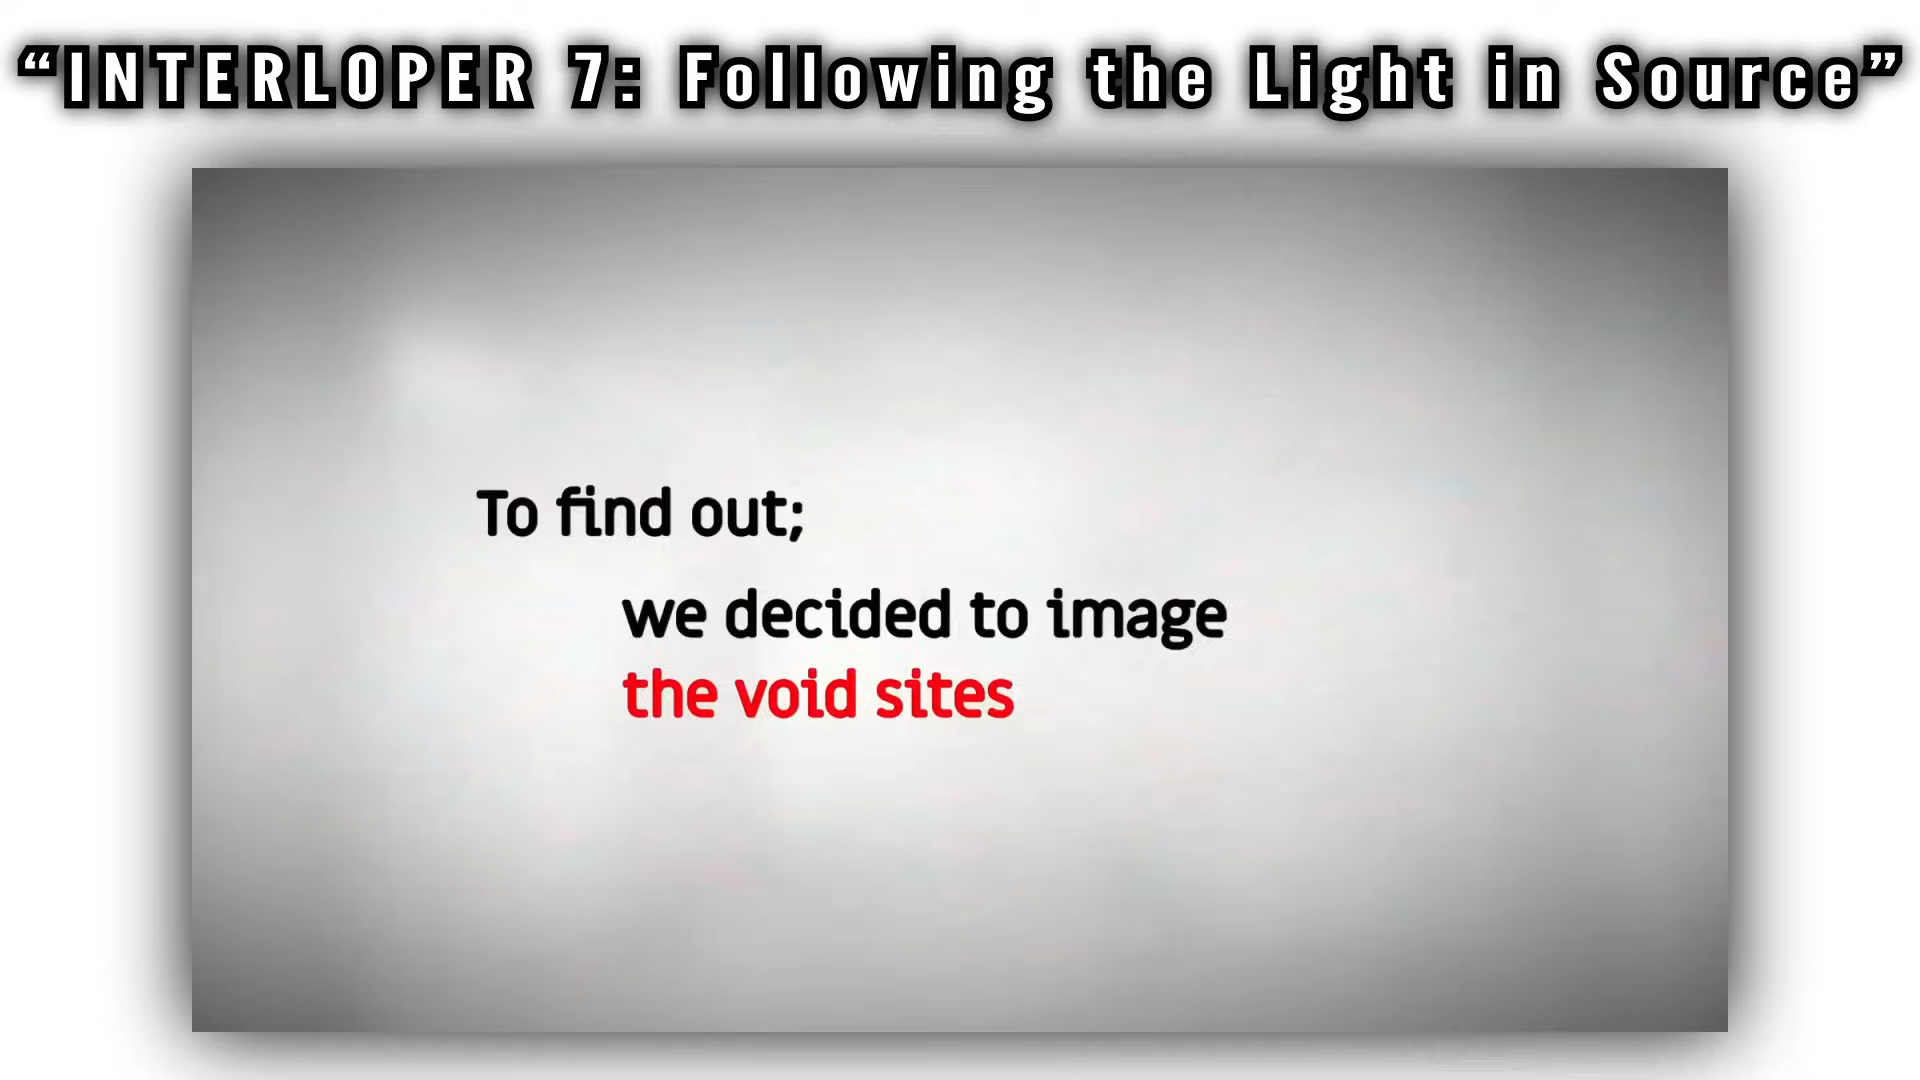 “INTERLOPER 7: Following the Light in Source”
To find out;
we decided to image
the void sites